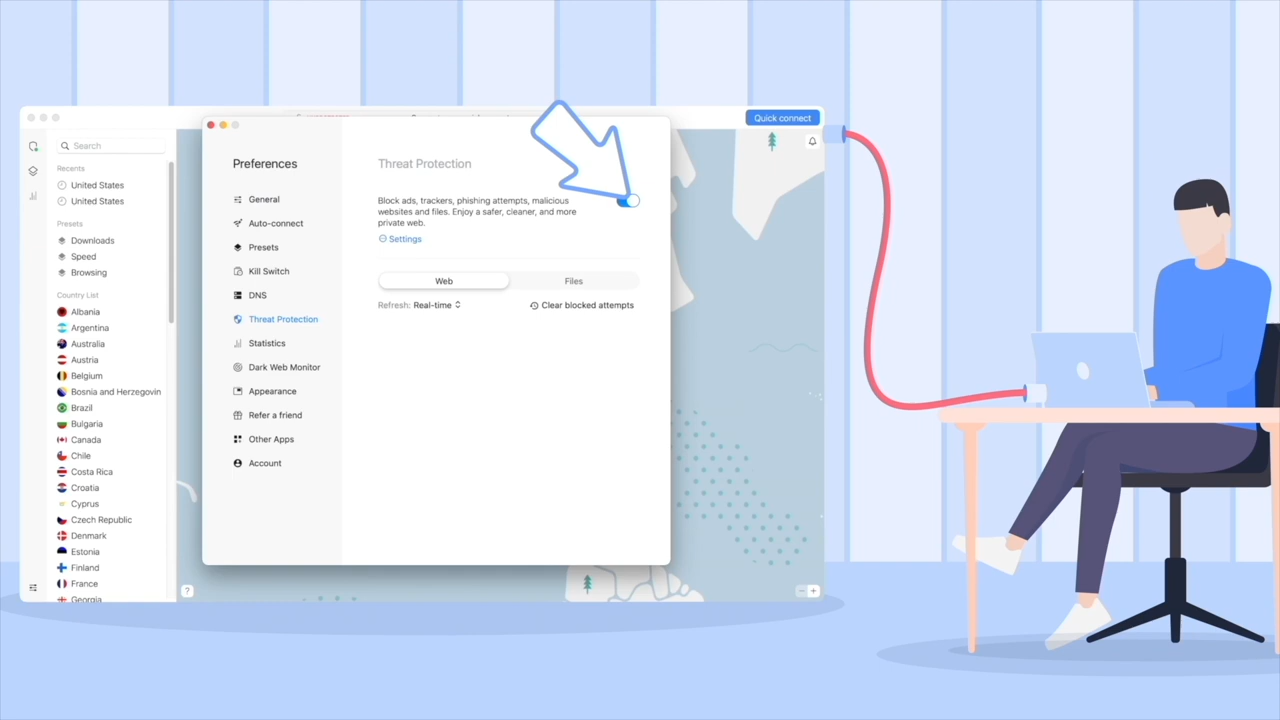 Quick connect
Search
Recents
United States
United States
Presets
Downloads
Speed
Browsing
Country List
Albania
Argentina
Australia
Austria
Belgium
Bosnia and Herzegovin
Brazil
Bulgaria
Canada
Chile
Costa Rica
Croatia
Cyprus
Czech Republic
Denmark
Estonia
Finland
France
Georgia
Preferences
General
Auto-connect
Presets
Kill Switch
DNS
Threat Protection
Statistics
Dark Web Monitor
Appearance
Refer a friend
Other Apps
Account
Threat Protection
Block ads, trackers, phishing attempts, malicious
websites and files. Enjoy a safer, cleaner, and more
private web.
Settings
Web Files
Refresh: Real-time Clear blocked attempts
?
- +